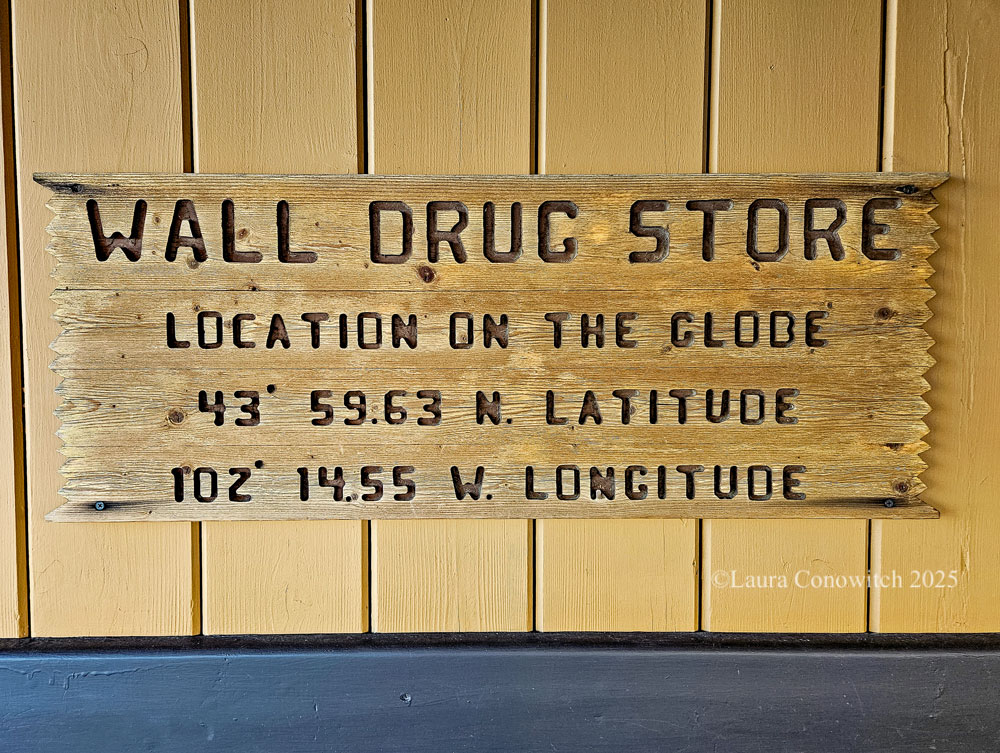 WALL DRUG STORE
LOCATION ON THE GLOBE
43° 59.63 N. LATITUDE
102° 14.55 W. LONGITUDE
©Laura Conowitch 2025